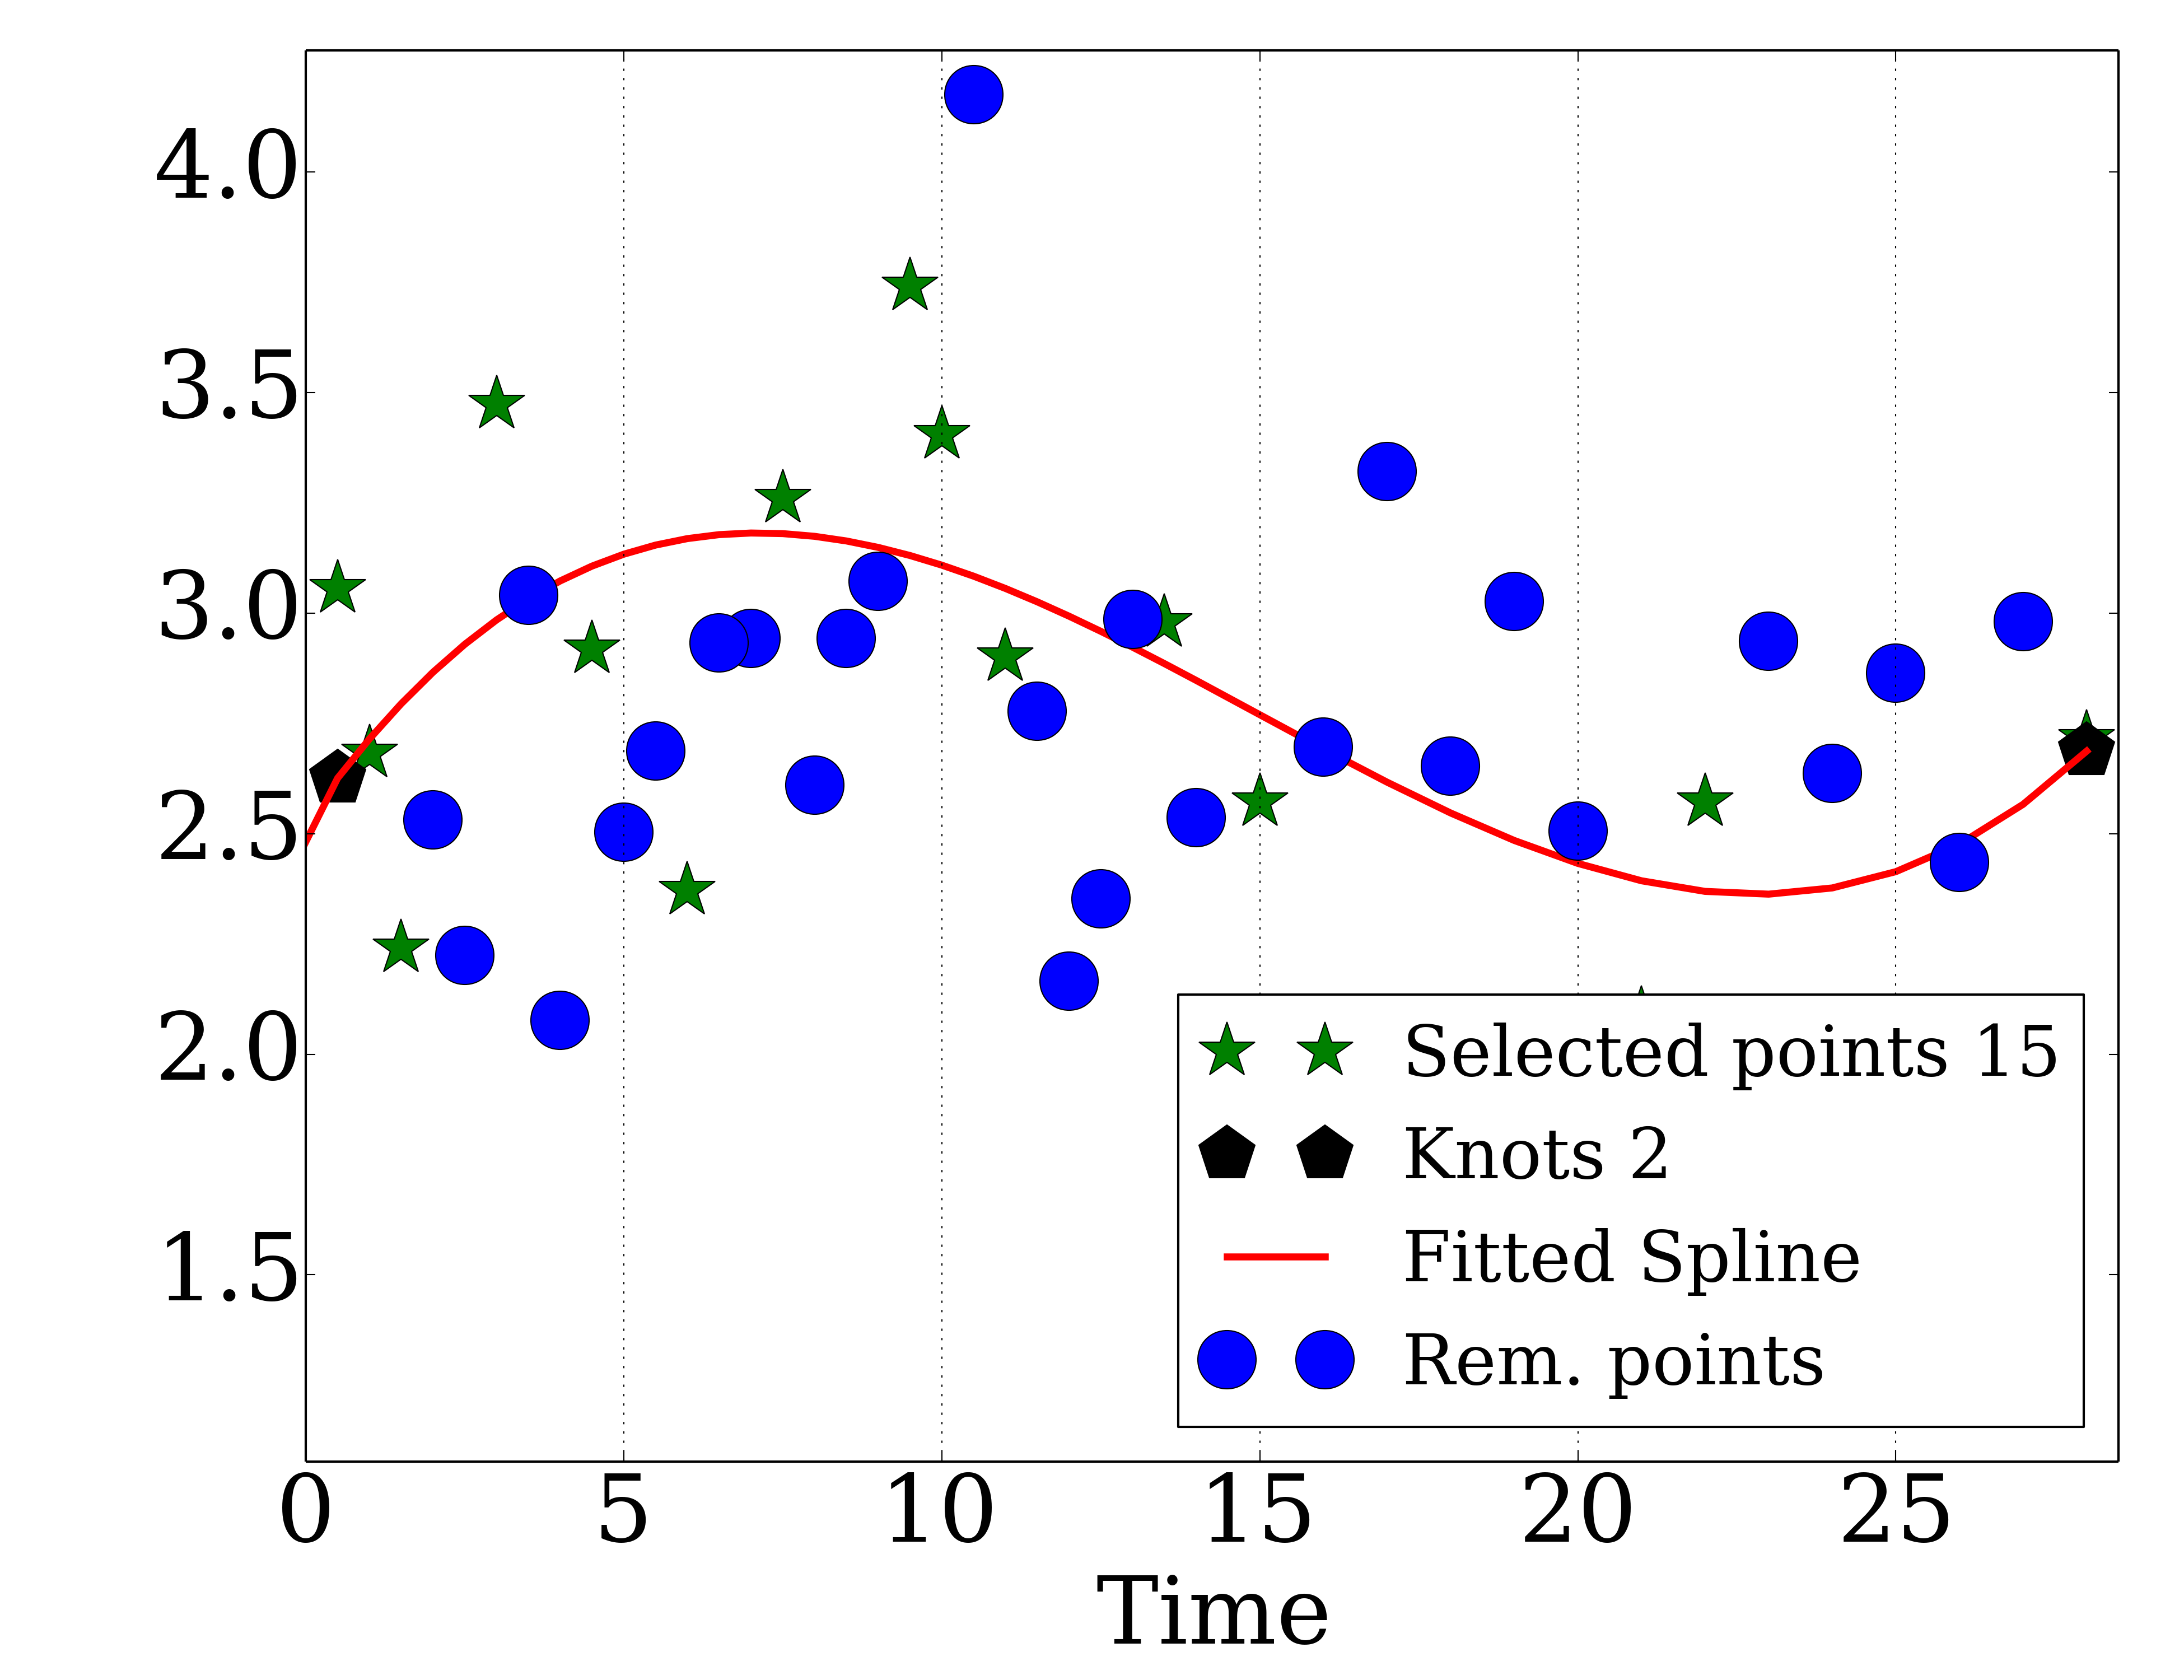 4.0
3.5
3.0
2.5
2.0
1.5
Selected points 15
Knots 2
Fitted Spline
Rem. points
0 5 10 15 20 25
Time